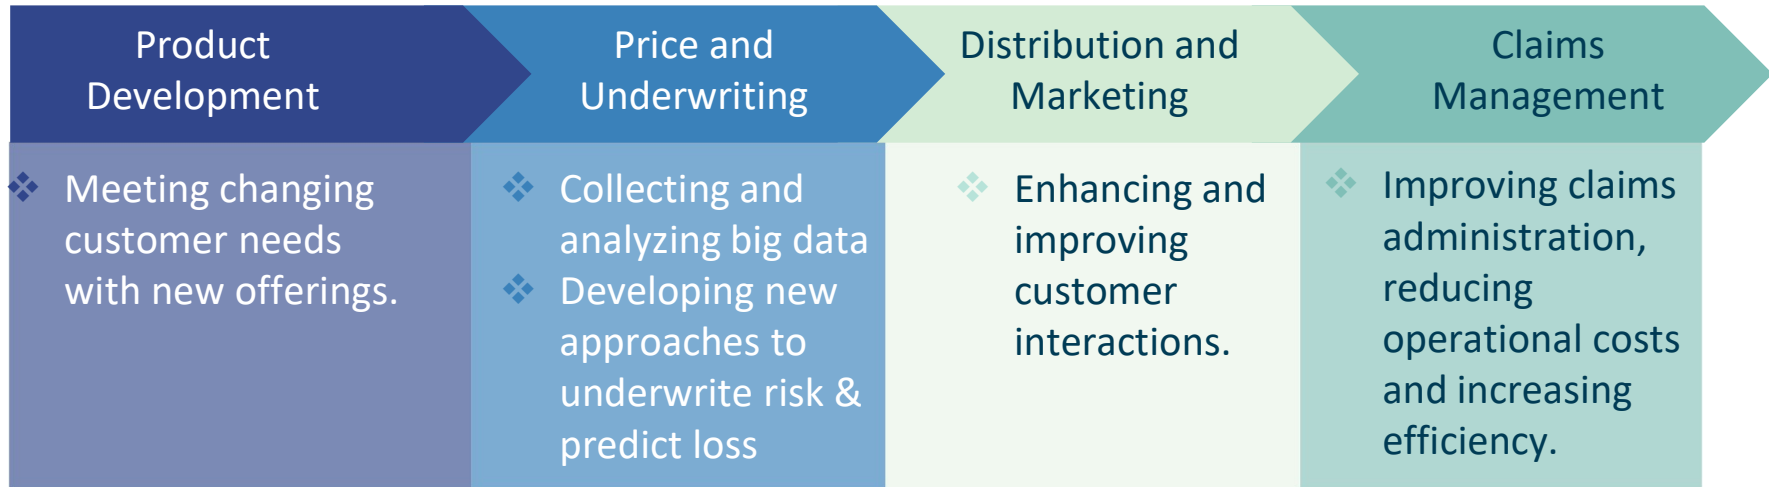 Product
Development
Price and
Underwriting
Distribution and
Marketing
Claims
Management
❖ Meeting changing
customer needs
with new offerings.
❖ Collecting and
analyzing big data
❖ Developing new
approaches to
underwrite risk &
predict loss
❖ Enhancing and
improving
customer
interactions.
❖ Improving claims
administration,
reducing
operational costs
and increasing
efficiency.